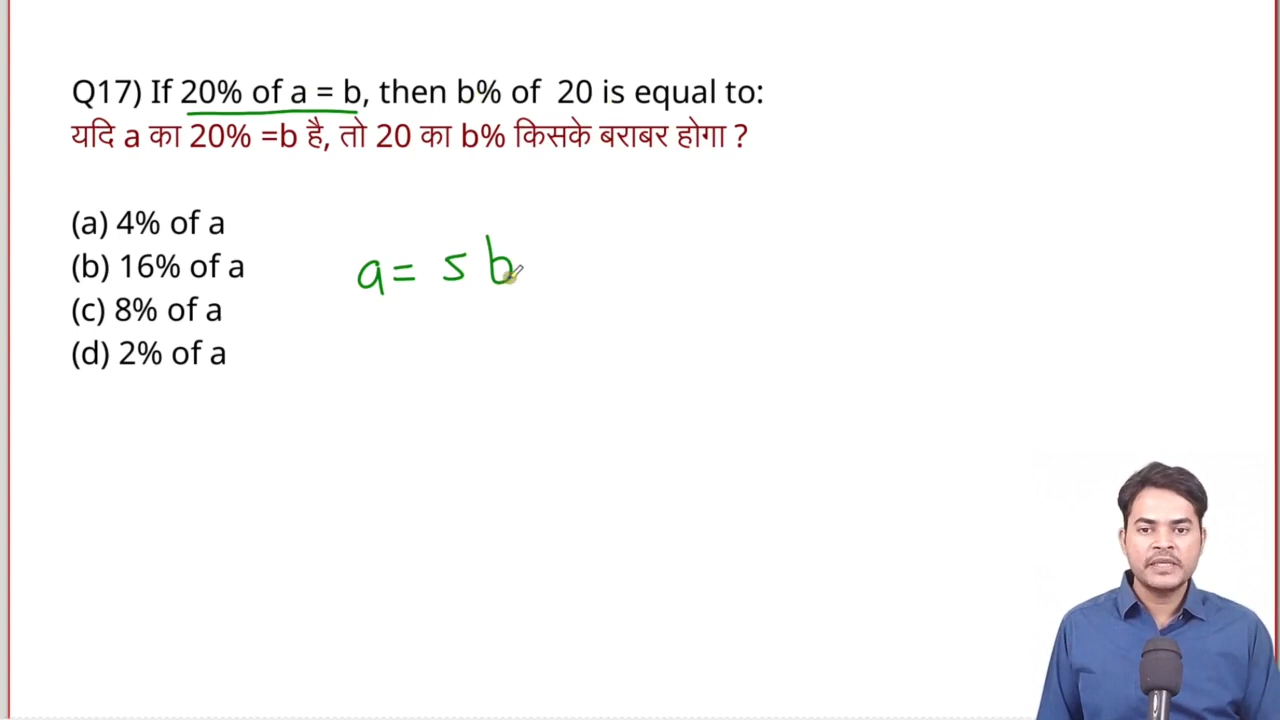 Q17) If 20% of a = b, then b% of 20 is equal to:
यदि a का 20% =b है, तो 20 का b% किसके बराबर होगा ?
(a) 4% of a
(b) 16% of a
a = 5 b
(c) 8% of a
(d) 2% of a